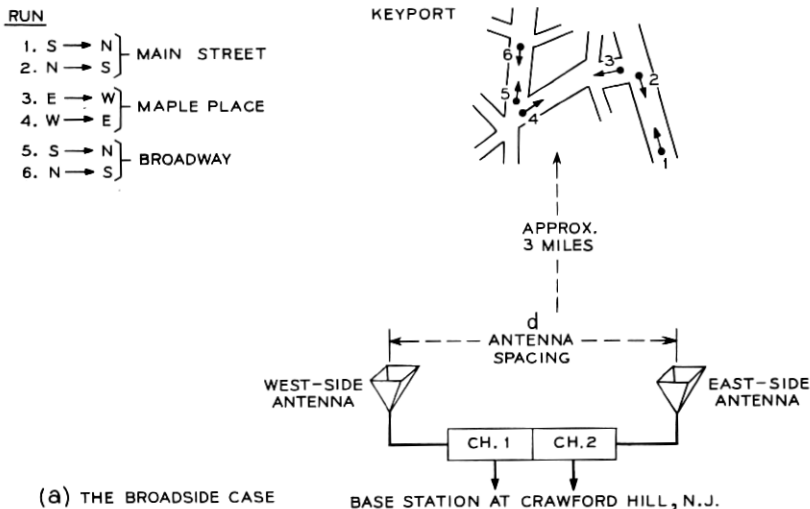 RUN
1. S → N
2. N → S
MAIN STREET
3. E → W
4. W → E
MAPLE PLACE
5. S → N
6. N → S
BROADWAY
KEYPORT
6
5
4
3
2
1
APPROX.
3 MILES
d
ANTENNA
SPACING
WEST-SIDE
ANTENNA
EAST-SIDE
ANTENNA
CH. 1
CH. 2
(a) THE BROADSIDE CASE
BASE STATION AT CRAWFORD HILL, N.J.